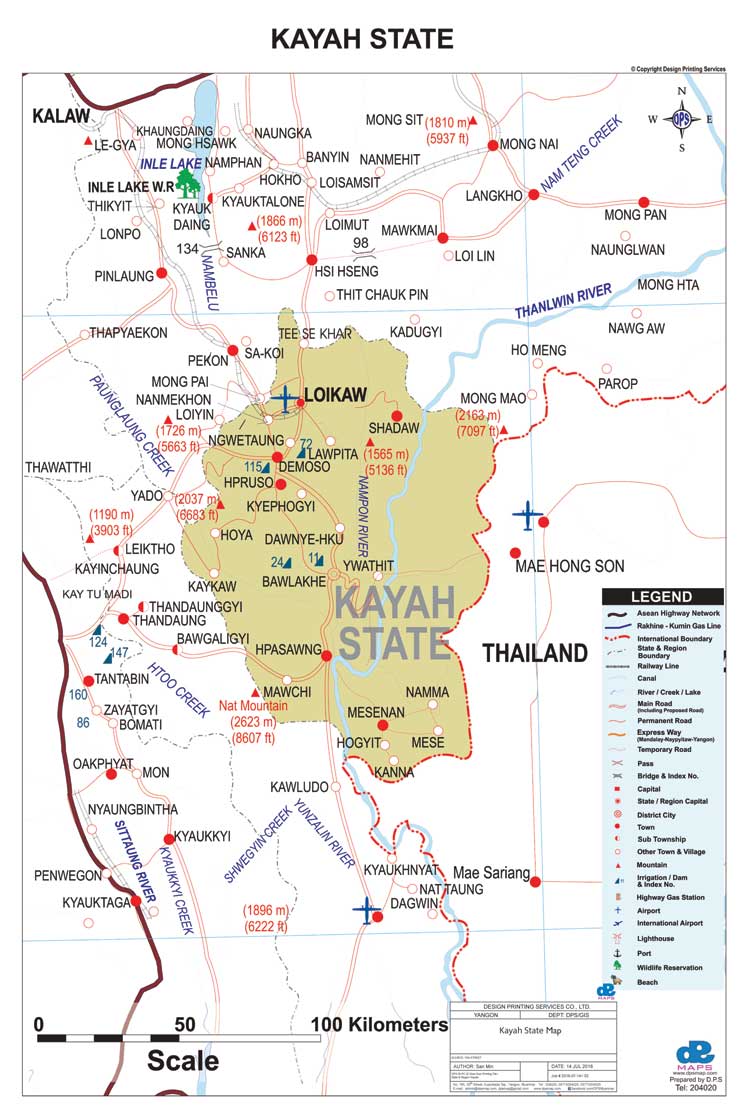 KAYAH STATE
© Copyright Design Printing Services
KALAW
LE-GYA
KHAUNGDAING
MONG HSAWK
NAUNGKA
MONG SIT
(1810 m)
(5937 ft)
MONG NAI
NAM TENG CREEK
N
W
E
S
DPS
INLE LAKE
NAMPHAN
BANYIN
NANMEHIT
INLE LAKE W.R
HOKHO
LOISAMSIT
LANGKHO
THIKYIT
KYAUK
DAING
KYAUKTALONE
(1866 m)
(6123 ft)
LOIMUT
MAWKMAI
MONG PAN
LONPO
134
SANKA
98
LOI LIN
NAUNGLWAN
PINLAUNG
NAMBELU
HSI HSENG
THIT CHAUK PIN
THANLWIN RIVER
MONG HTA
THAPYAEKON
TEE SE KHAR
KADUGYI
NAWG AW
PEKON
SA-KOI
HO MENG
PAROP
PAUNGLAUNG CREEK
MONG PAI
NANMEKHON
LOIYIN
LOIKAW
MONG MAO
(2163 m)
(7097 ft)
(1726 m)
(5663 ft)
SHADAW
NGWETAUNG
72
LAWPITA
(1565 m)
(5136 ft)
THAWATTHI
115
DEMOSO
HPRUSO
YADO
(2037 m)
(6683 ft)
KYEPHOGYI
NAMPON RIVER
(1190 m)
(3903 ft)
HOYA
DAWNYE-HKU
LEIKTHO
KAYINCHAUNG
24
11
YWATHIT
MAE HONG SON
KAYKAW
BAWLAKHE
KAY TU MADI
THANDAUNGGYI
THANDAUNG
KAYAH
STATE
124
BAWGALIGYI
147
HPASAWNG
THAILAND
TANTABIN
HTOO CREEK
160
MAWCHI
NAMMA
ZAYATGYI
Nat Mountain
(2623 m)
(8607 ft)
MESENAN
86
BOMATI
HOGYIT
MESE
OAKPHYAT
MON
KANNA
KAWLUDO
NYAUNGBINTHA
SHWEGYIN CREEK
YUNZALIN RIVER
SITTAUNG RIVER
KYAUKKYI
KYAUKKYI CREEK
PENWEGON
KYAUKHNYAT
Mae Sariang
NAT TAUNG
KYAUKTAGA
(1896 m)
(6222 ft)
DAGWIN
LEGEND
Asean Highway Network
Rakhine - Kumin Gas Line
International Boundary
State & Region
Boundary
Railway Line
Canal
River / Creek / Lake
Main Road
(Including Proposed Road)
Permanent Road
Express Way
(Mandalay-Naypyitaw-Yangon)
Temporary Road
Pass
Bridge & Index No.
Capital
State / Region Capital
District City
Town
Sub Township
Other Town & Village
Mountain
Irrigation / Dam
& Index No.
Highway Gas Station
Airport
International Airport
Lighthouse
Port
Wildlife Reservation
Beach
MAPS
DESIGN PRINTING SERVICES CO., LTD.
YANGON
DEPT: DPS/GIS
Kayah State Map
AUTHOR: San Min
DATE: 14 JUL 2016
0
50
100 Kilometers
Scale
MAPS
www.dpsmap.com
Prepared by D.P.S
Tel: 204020